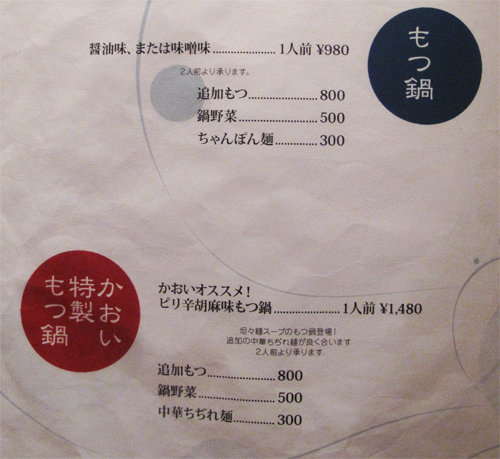 もつ鍋
醤油味、または味噌味.................... 1人前 ¥980
2人前より承ります。
追加もつ.................... 800
鍋野菜.................... 500
ちゃんぽん麺............. 300
かおい
特製
もつ鍋
かおいオススメ!
ピリ辛胡麻味もつ鍋.................... 1人前 ¥1,480
坦々麺スープのもつ鍋登場!
追加の中華ちぢれ麺が良く合います
2人前より承ります
追加もつ.................... 800
鍋野菜.................... 500
中華ちぢれ麺............. 300